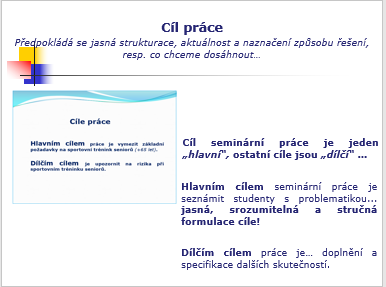 Cíl práce
Předpokládá se jasná strukturace, aktuálnost a naznačení způsobu řešení,
resp. co chceme dosáhnout...
Cíle práce
Hlavním cílem práce je vymezit základní
požadavky na sportovní trénink seniorů (>65 let).
Dílčím cílem je upozornit na rizika při
sportovním tréninku seniorů.
Cíl seminární práce je jeden
„hlavní", ostatní cíle jsou „dílčí" ...
Hlavním cílem seminární práce je
seznámit studenty s problematikou...
jasná, srozumitelná a stručná
formulace cíle!
Dílčím cílem práce je... doplnění a
specifikace dalších skutečností.